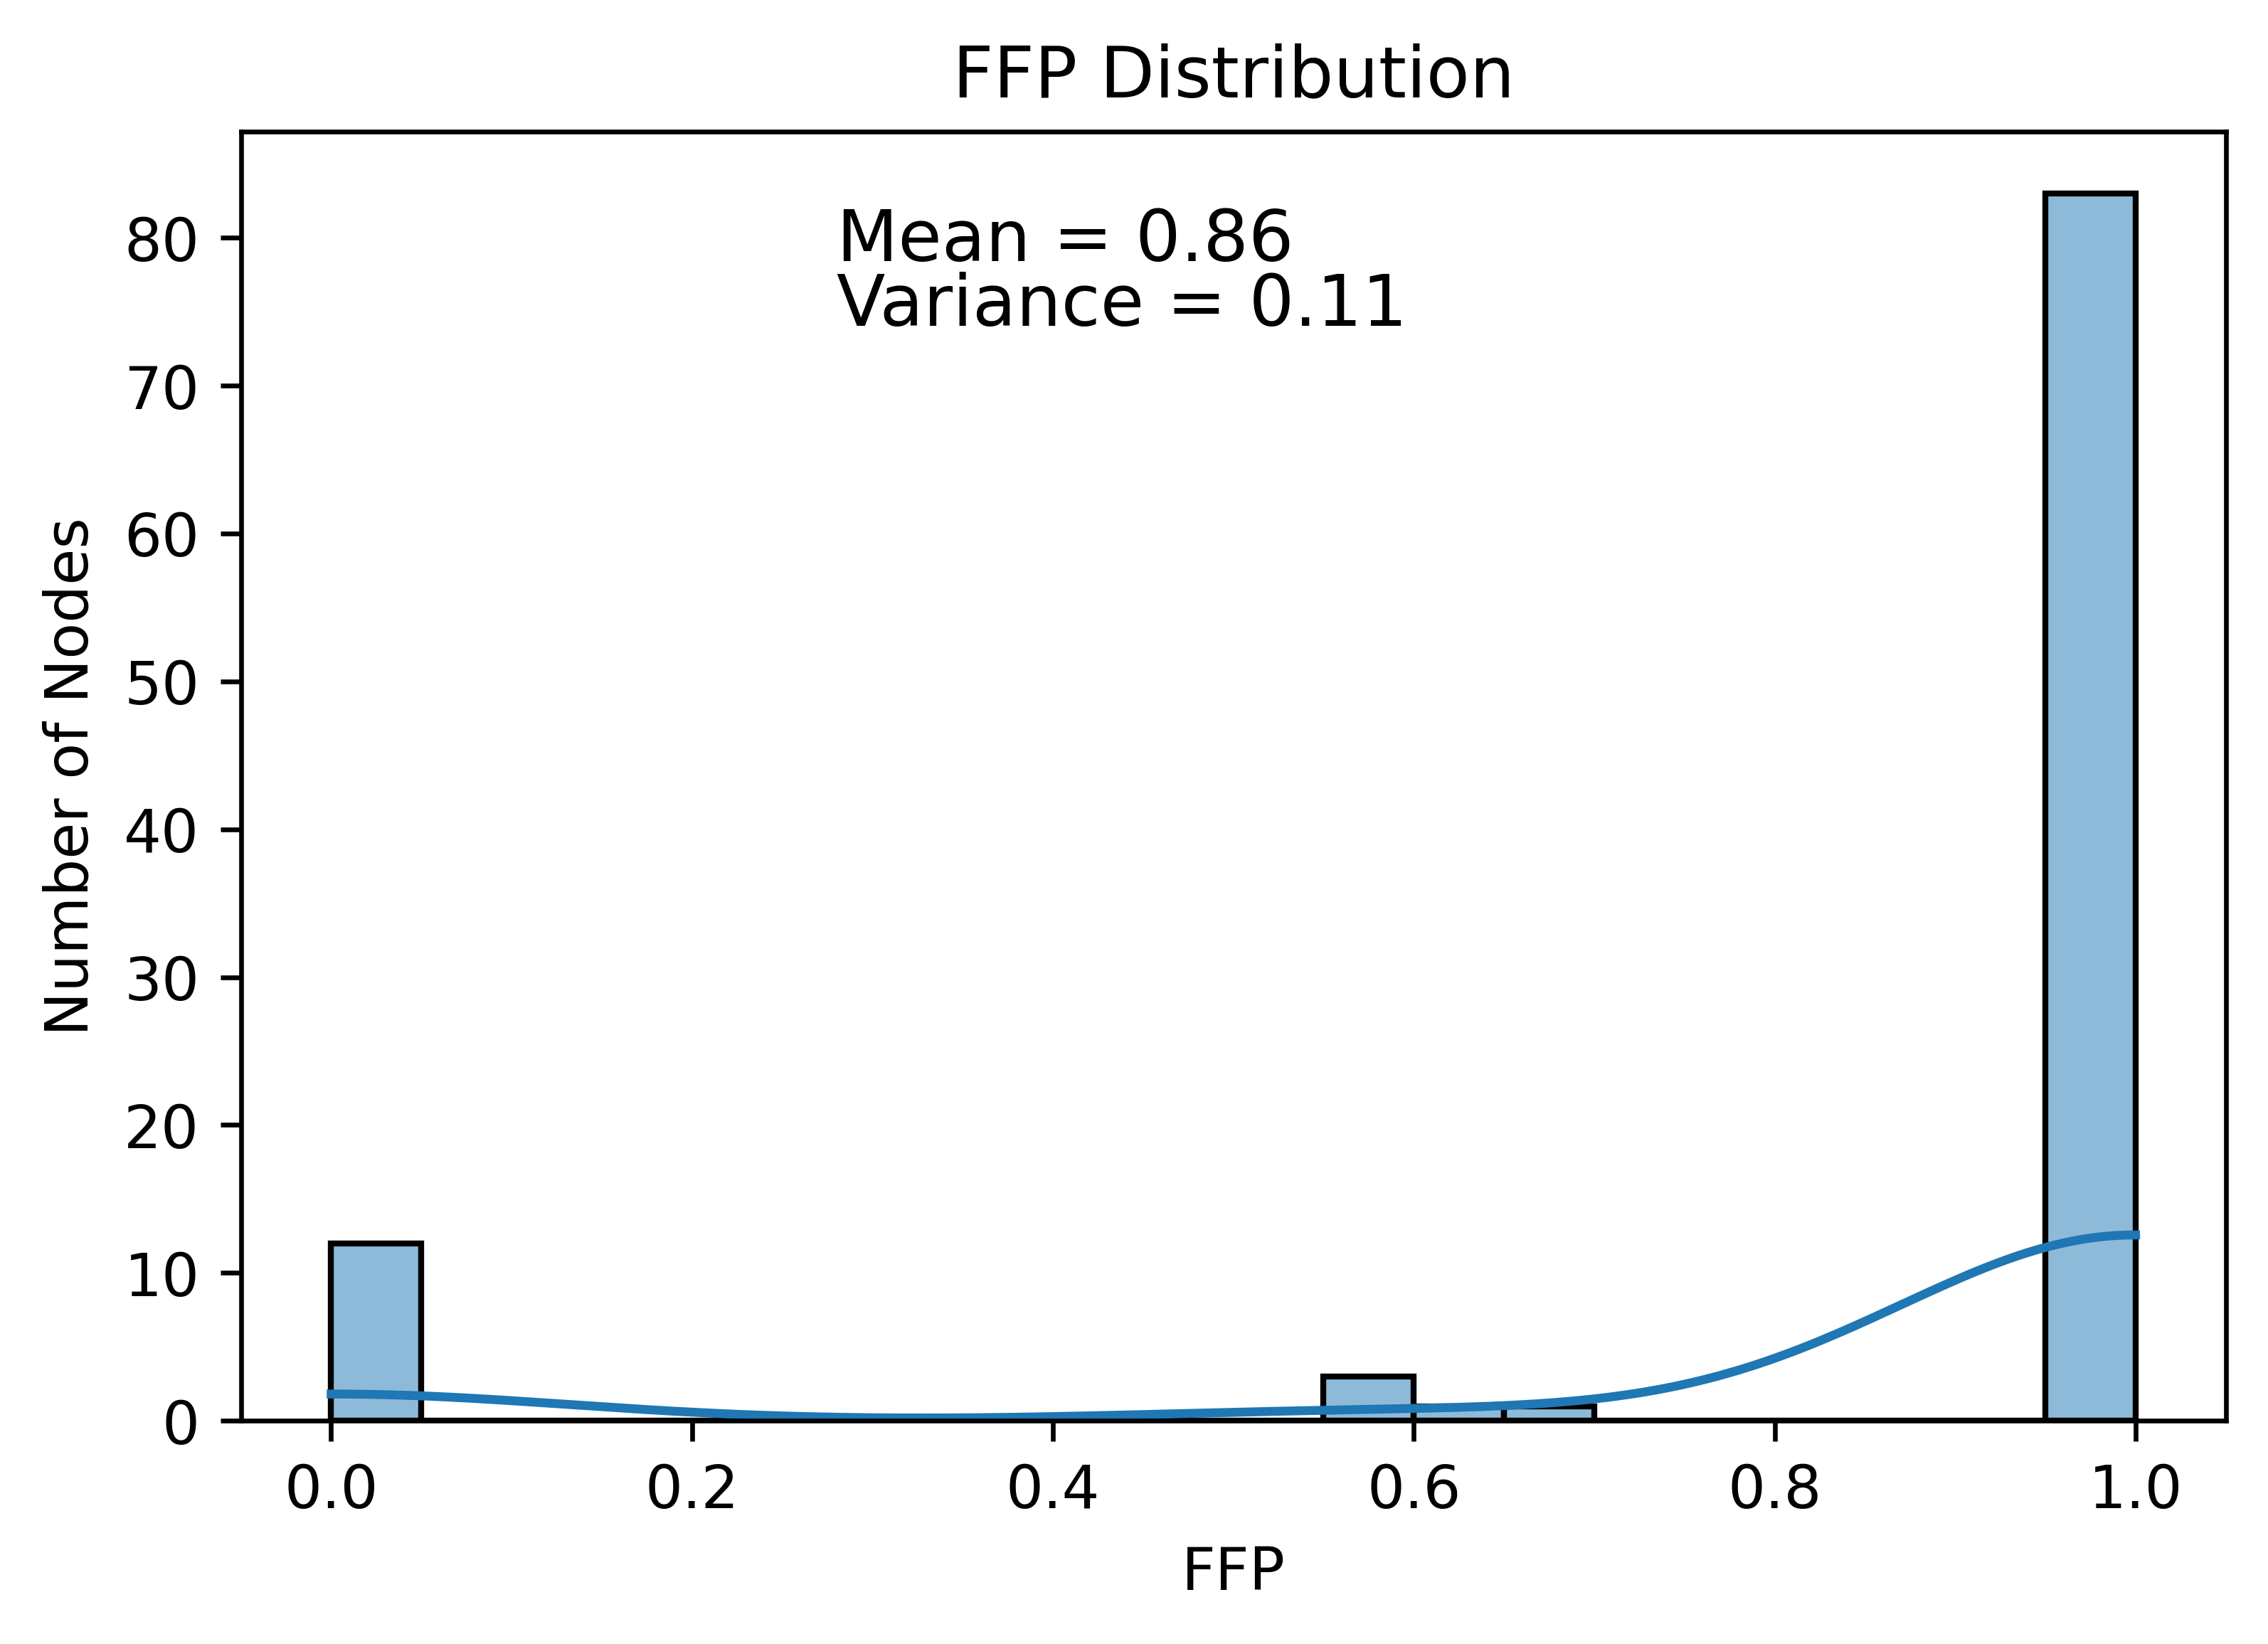 FFP Distribution
Mean = 0.86
Variance = 0.11
80
70
60
50
40
30
20
10
0
Number of Nodes
0.0 0.2 0.4 0.6 0.8 1.0
FFP